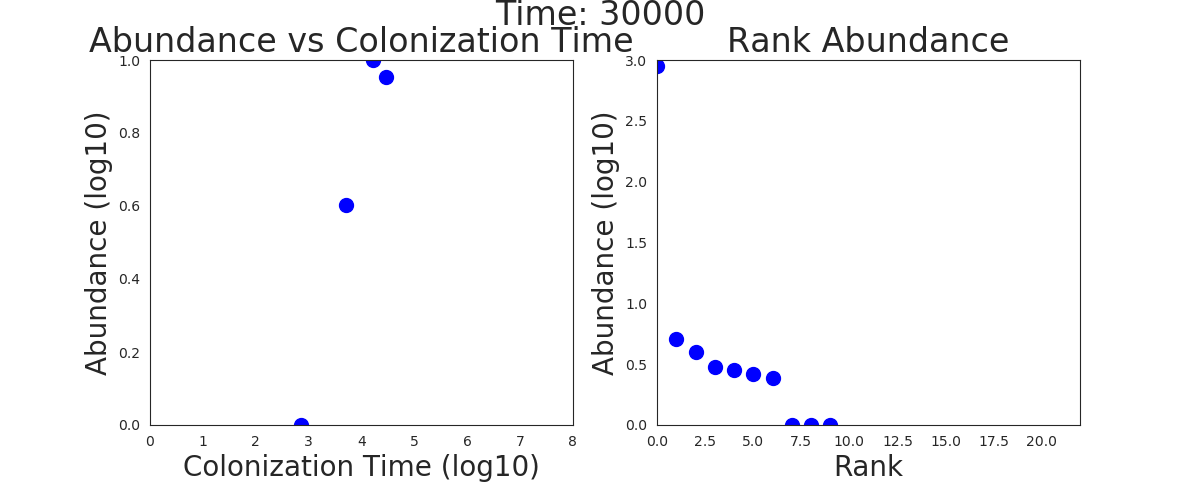 Time: 30000
Abundance vs Colonization Time
Rank Abundance
Abundance (log10)
1.0
0.8
0.6
0.4
0.2
0.0
0 1 2 3 4 5 6 7 8
Colonization Time (log10)
Abundance (log10)
3.0
2.5
2.0
1.5
1.0
0.5
0.0
0.0 2.5 5.0 7.5 10.0 12.5 15.0 17.5 20.0
Rank